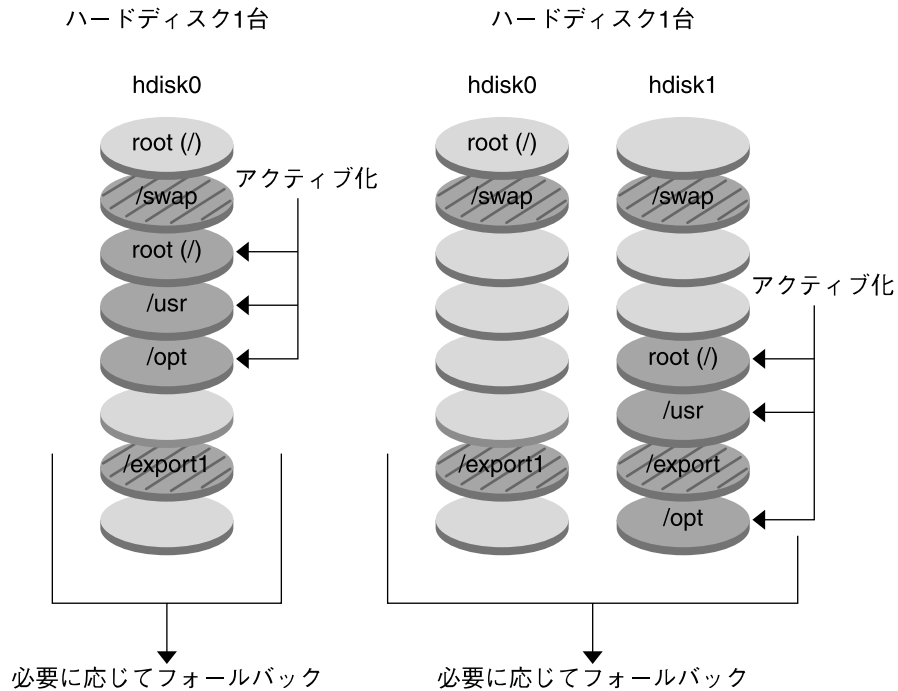 ハードディスク1台
hdisk0
root (/)
/swap
アクティブ化
root (/)
/usr
/opt
/export1
必要に応じてフォールバック
ハードディスク1台
hdisk0
root (/)
/swap
/export1
hdisk1
/swap
アクティブ化
root (/)
/usr
/export
/opt
必要に応じてフォールバック